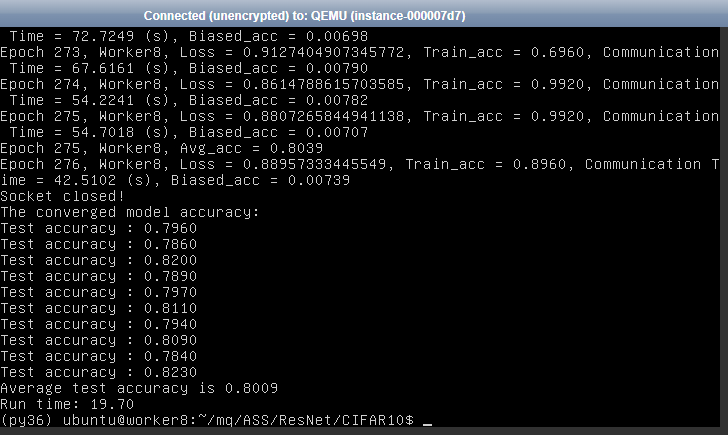 Connected (unencrypted) to: QEMU (instance-000007d7)
Time = 72.7249 (s), Biased_acc = 0.00698
Epoch 273, Worker8, Loss = 0.9127404907345772, Train_acc = 0.6960, Communication
Time = 67.6161 (s), Biased_acc = 0.00790
Epoch 274, Worker8, Loss = 0.8614788615703585, Train_acc = 0.9920, Communication
Time = 54.2241 (s), Biased_acc = 0.00782
Epoch 275, Worker8, Loss = 0.8807265844941138, Train_acc = 0.9920, Communication
Time = 54.7018 (s), Biased_acc = 0.00707
Epoch 275, Worker8, Avg_acc = 0.8039
Epoch 276, Worker8, Loss = 0.88957333445549, Train_acc = 0.8960, Communication T
ime = 42.5102 (s), Biased_acc = 0.00739
Socket closed!
The converged model accuracy:
Test accuracy : 0.7960
Test accuracy : 0.7860
Test accuracy : 0.8200
Test accuracy : 0.7890
Test accuracy : 0.7970
Test accuracy : 0.8110
Test accuracy : 0.7940
Test accuracy : 0.8090
Test accuracy : 0.7840
Test accuracy : 0.8230
Average test accuracy is 0.8009
Run time: 19.70
(py36) ubuntu@worker8:~/mq/ASS/ResNet/CIFAR10$ _